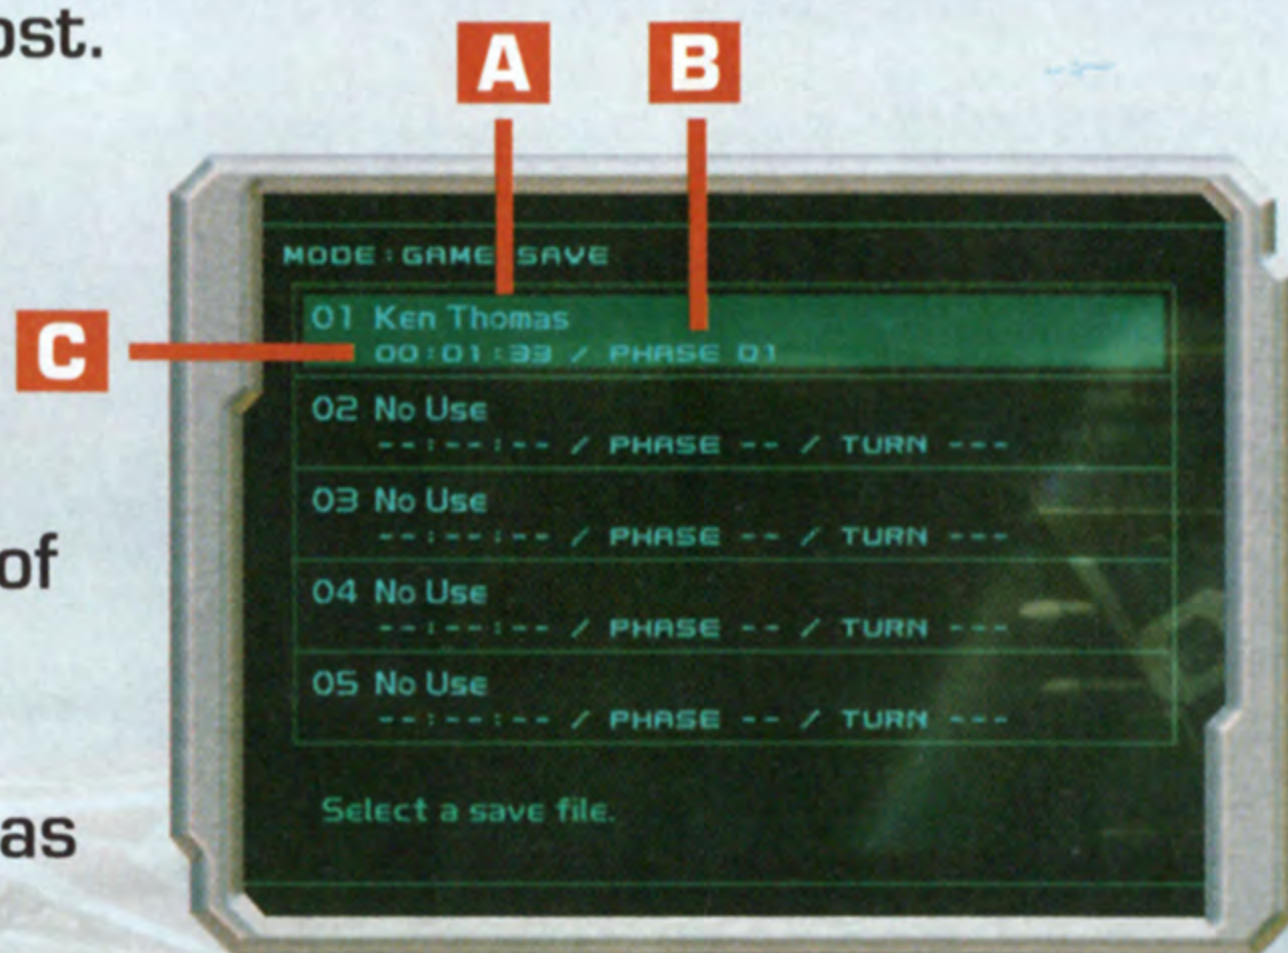 ost.
A
B
MODE:GAME SAVE
01 Ken Thomas
C
00:01:33 / PHASE 01
02 No Use
--:--:-- / PHASE -- / TURN ---
03 No Use
--:--:-- / PHASE -- / TURN ---
of
04 No Use
--:--:-- / PHASE -- / TURN ---
05 No Use
--:--:-- / PHASE -- / TURN ---
Select a save file.
as